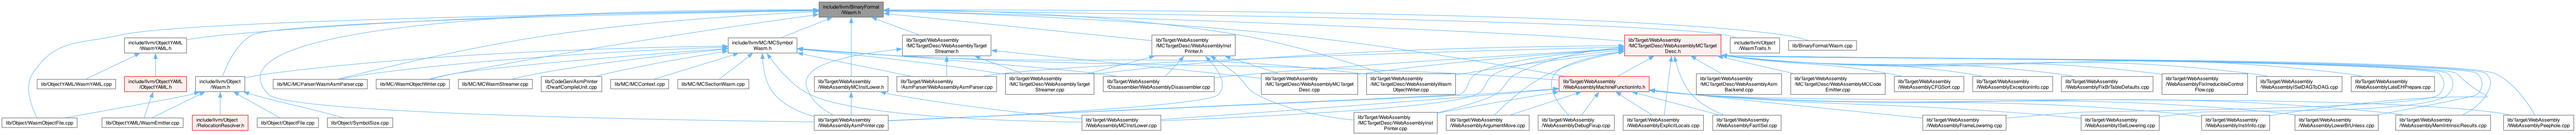 include/llvm/BinaryFormat
/Wasm.h
include/llvm/ObjectYAML
/WasmYAML.h
include/llvm/MC/MCSymbol
Wasm.h
lib/Target/WebAssembly
/MCTargetDesc/WebAssemblyTarget
Streamer.h
lib/Target/WebAssembly
/MCTargetDesc/WebAssemblyInst
Printer.h
lib/Target/WebAssembly
/MCTargetDesc/WebAssemblyMCTarget
Desc.h
include/llvm/Object
/WasmTraits.h
lib/BinaryFormat/Wasm.cpp
lib/ObjectYAML/WasmYAML.cpp
include/llvm/ObjectYAML
/ObjectYAML.h
include/llvm/Object
/Wasm.h
lib/MC/MCParser/WasmAsmParser.cpp
lib/MC/WasmObjectWriter.cpp
lib/MC/MCWasmStreamer.cpp
lib/CodeGen/AsmPrinter
/DwarfCompileUnit.cpp
lib/MC/MCContext.cpp
lib/MC/MCSectionWasm.cpp
lib/Target/WebAssembly
/WebAssemblyMCInstLower.h
lib/Target/WebAssembly
/AsmParser/WebAssemblyAsmParser.cpp
lib/Target/WebAssembly
/MCTargetDesc/WebAssemblyTarget
Streamer.cpp
lib/Target/WebAssembly
/Disassembler/WebAssemblyDisassembler.cpp
lib/Target/WebAssembly
/MCTargetDesc/WebAssemblyMCTarget
Desc.cpp
lib/Target/WebAssembly
/MCTargetDesc/WebAssemblyWasm
ObjectWriter.cpp
lib/Target/WebAssembly
/WebAssemblyMachineFunctionInfo.h
lib/Target/WebAssembly
/MCTargetDesc/WebAssemblyAsm
Backend.cpp
lib/Target/WebAssembly
/MCTargetDesc/WebAssemblyMCCode
Emitter.cpp
lib/Target/WebAssembly
/WebAssemblyCFGSort.cpp
lib/Target/WebAssembly
/WebAssemblyExceptionInfo.cpp
lib/Target/WebAssembly
/WebAssemblyFixBrTableDefaults.cpp
lib/Target/WebAssembly
/WebAssemblyFixIrreducibleControl
Flow.cpp
lib/Target/WebAssembly
/WebAssemblyISelDAGToDAG.cpp
lib/Target/WebAssembly
/WebAssemblyLateEHPrepare.cpp
lib/Object/WasmObjectFile.cpp
lib/ObjectYAML/WasmEmitter.cpp
include/llvm/Object
/RelocationResolver.h
lib/Object/ObjectFile.cpp
lib/Object/SymbolSize.cpp
lib/Target/WebAssembly
/WebAssemblyAsmPrinter.cpp
lib/Target/WebAssembly
/WebAssemblyMCInstLower.cpp
lib/Target/WebAssembly
/MCTargetDesc/WebAssemblyInst
Printer.cpp
lib/Target/WebAssembly
/WebAssemblyArgumentMove.cpp
lib/Target/WebAssembly
/WebAssemblyDebugFixup.cpp
lib/Target/WebAssembly
/WebAssemblyExplicitLocals.cpp
lib/Target/WebAssembly
/WebAssemblyFastISel.cpp
lib/Target/WebAssembly
/WebAssemblyFrameLowering.cpp
lib/Target/WebAssembly
/WebAssemblyISelLowering.cpp
lib/Target/WebAssembly
/WebAssemblyInstrInfo.cpp
lib/Target/WebAssembly
/WebAssemblyLowerBrUnless.cpp
lib/Target/WebAssembly
/WebAssemblyMemIntrinsicResults.cpp
lib/Target/WebAssembly
/WebAssemblyPeephole.cpp